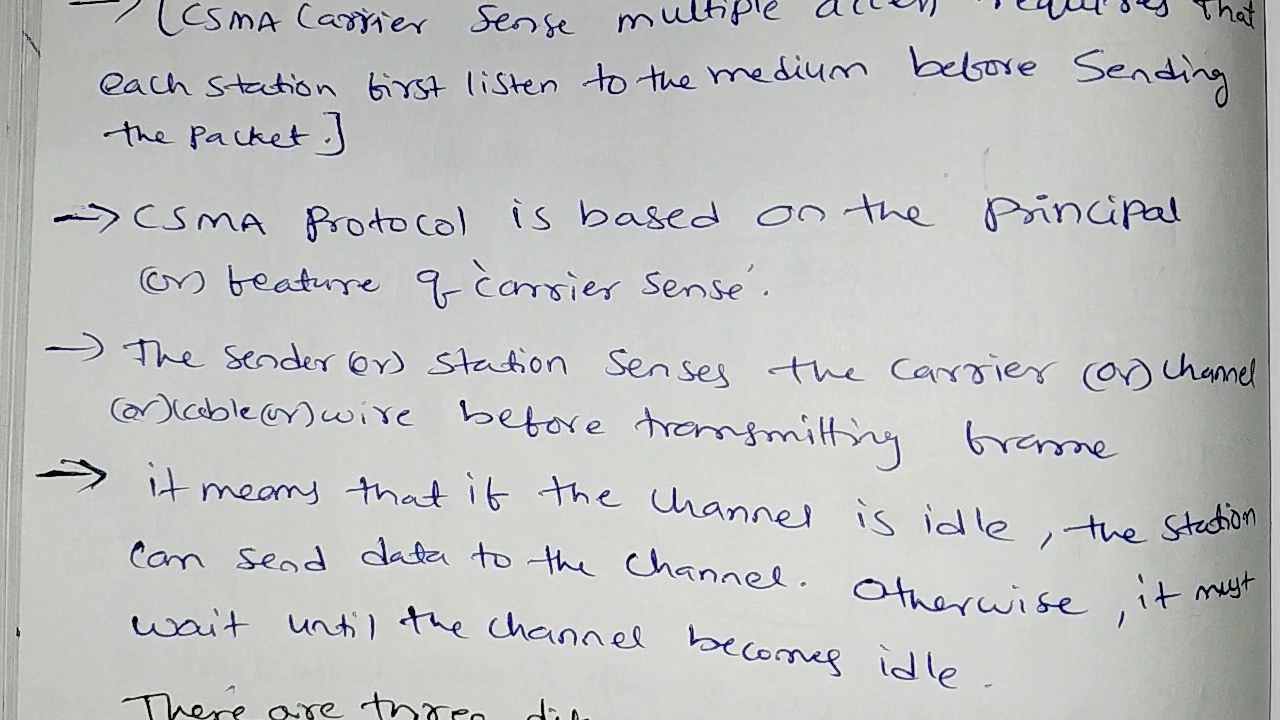 → [CSMA Carrier Sense multiple access requires that
each station first listen to the medium before Sending
the Packet.]
→ CSMA Protocol is based on the principal
(or) feature of 'carrier sense'.
→ The sender (or) station senses the carrier (or) channel
(or) cable (or) wire before transmitting frame
→ it means that if the channel is idle, the station
can send data to the channel. Otherwise, it must
wait until the channel becomes idle.
There are three